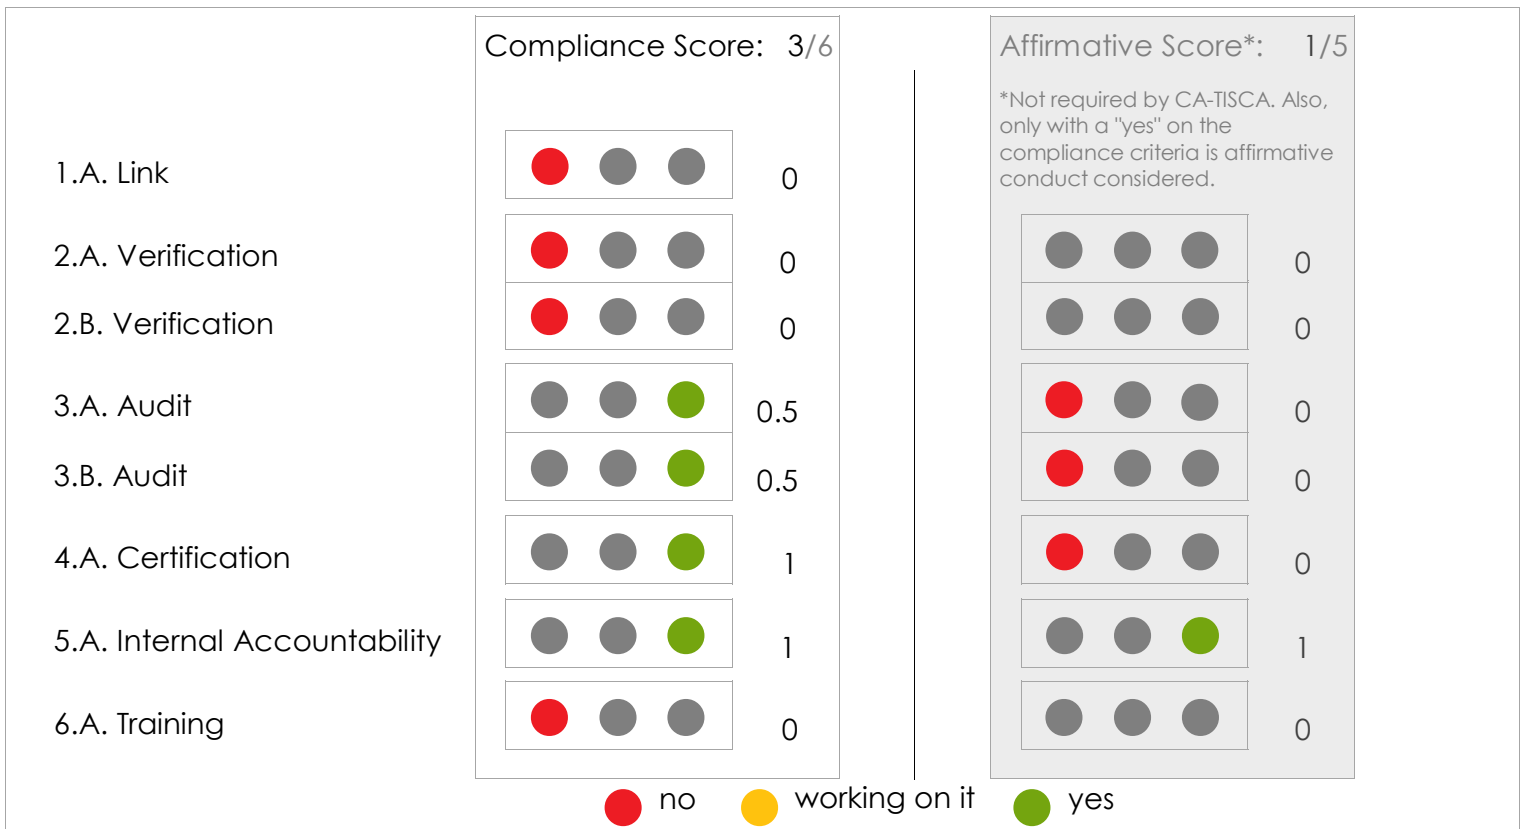 Compliance Score: 3/6
Affirmative Score*: 1/5
*Not required by CA-TISCA. Also,
only with a "yes" on the
compliance criteria is affirmative
conduct considered.
1.A. Link 0
2.A. Verification 0 0
2.B. Verification 0 0
3.A. Audit 0.5 0
3.B. Audit 0.5 0
4.A. Certification 1 0
5.A. Internal Accountability 1 1
6.A. Training 0 0
no working on it yes